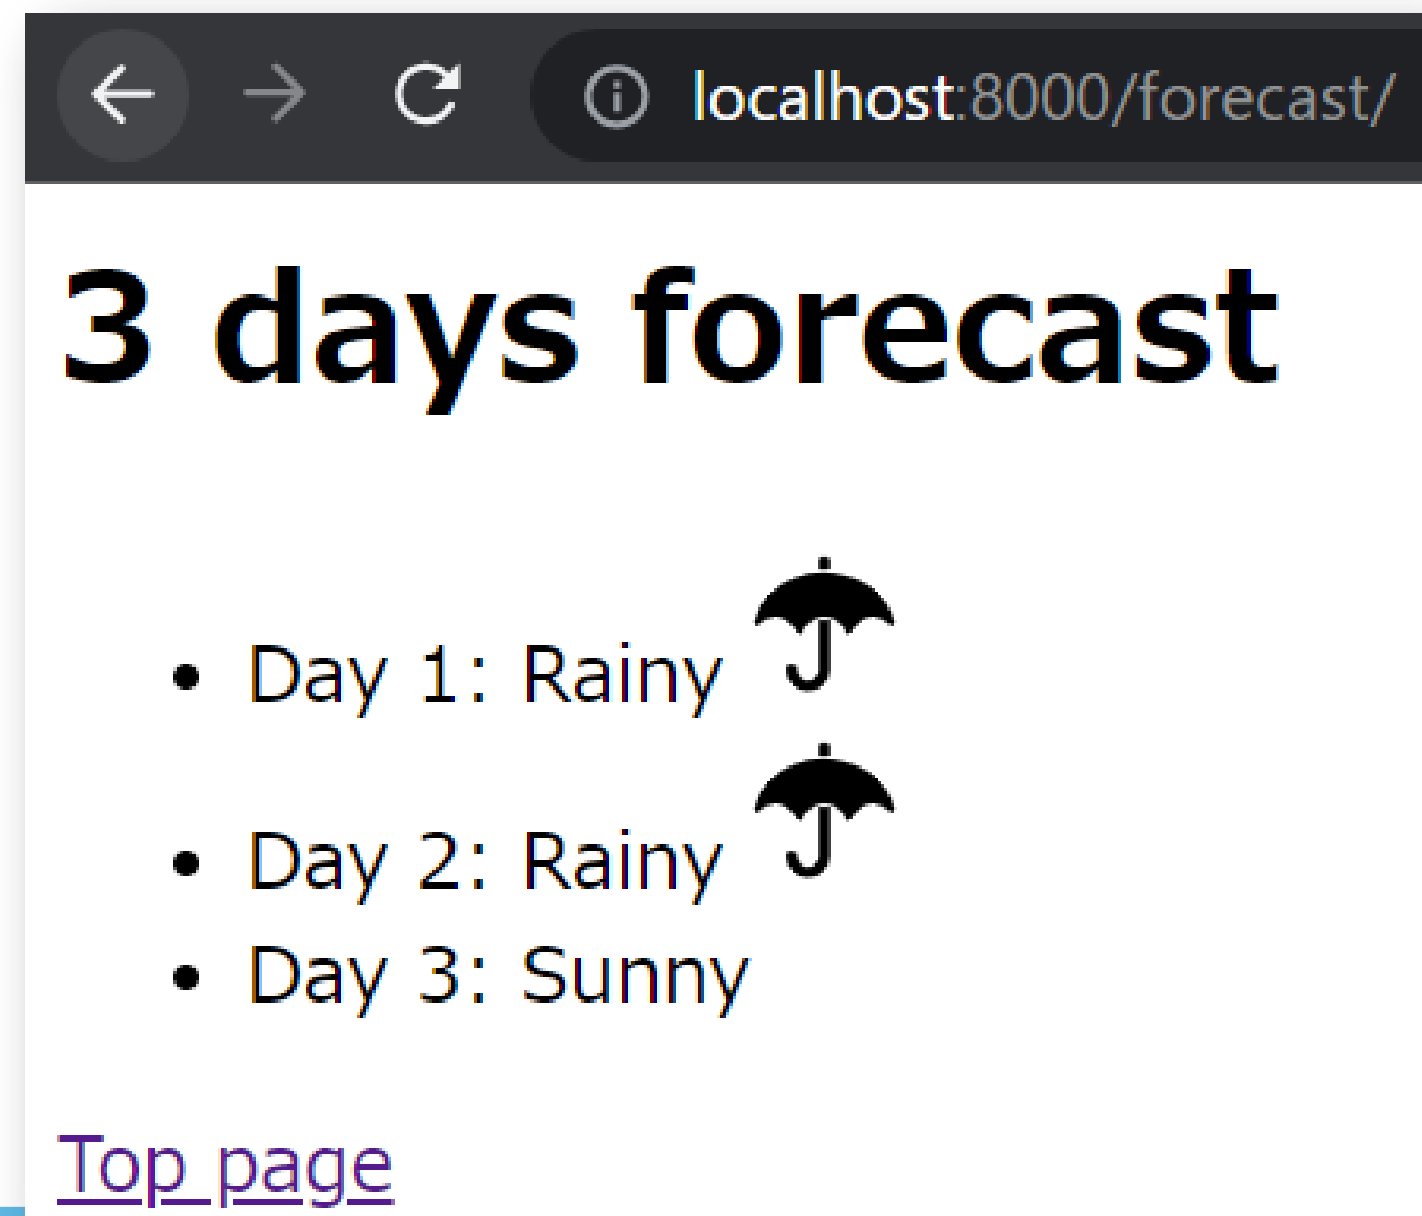 localhost:8000/forecast/
3 days forecast
Day 1: Rainy
Day 2: Rainy
Day 3: Sunny
Top page